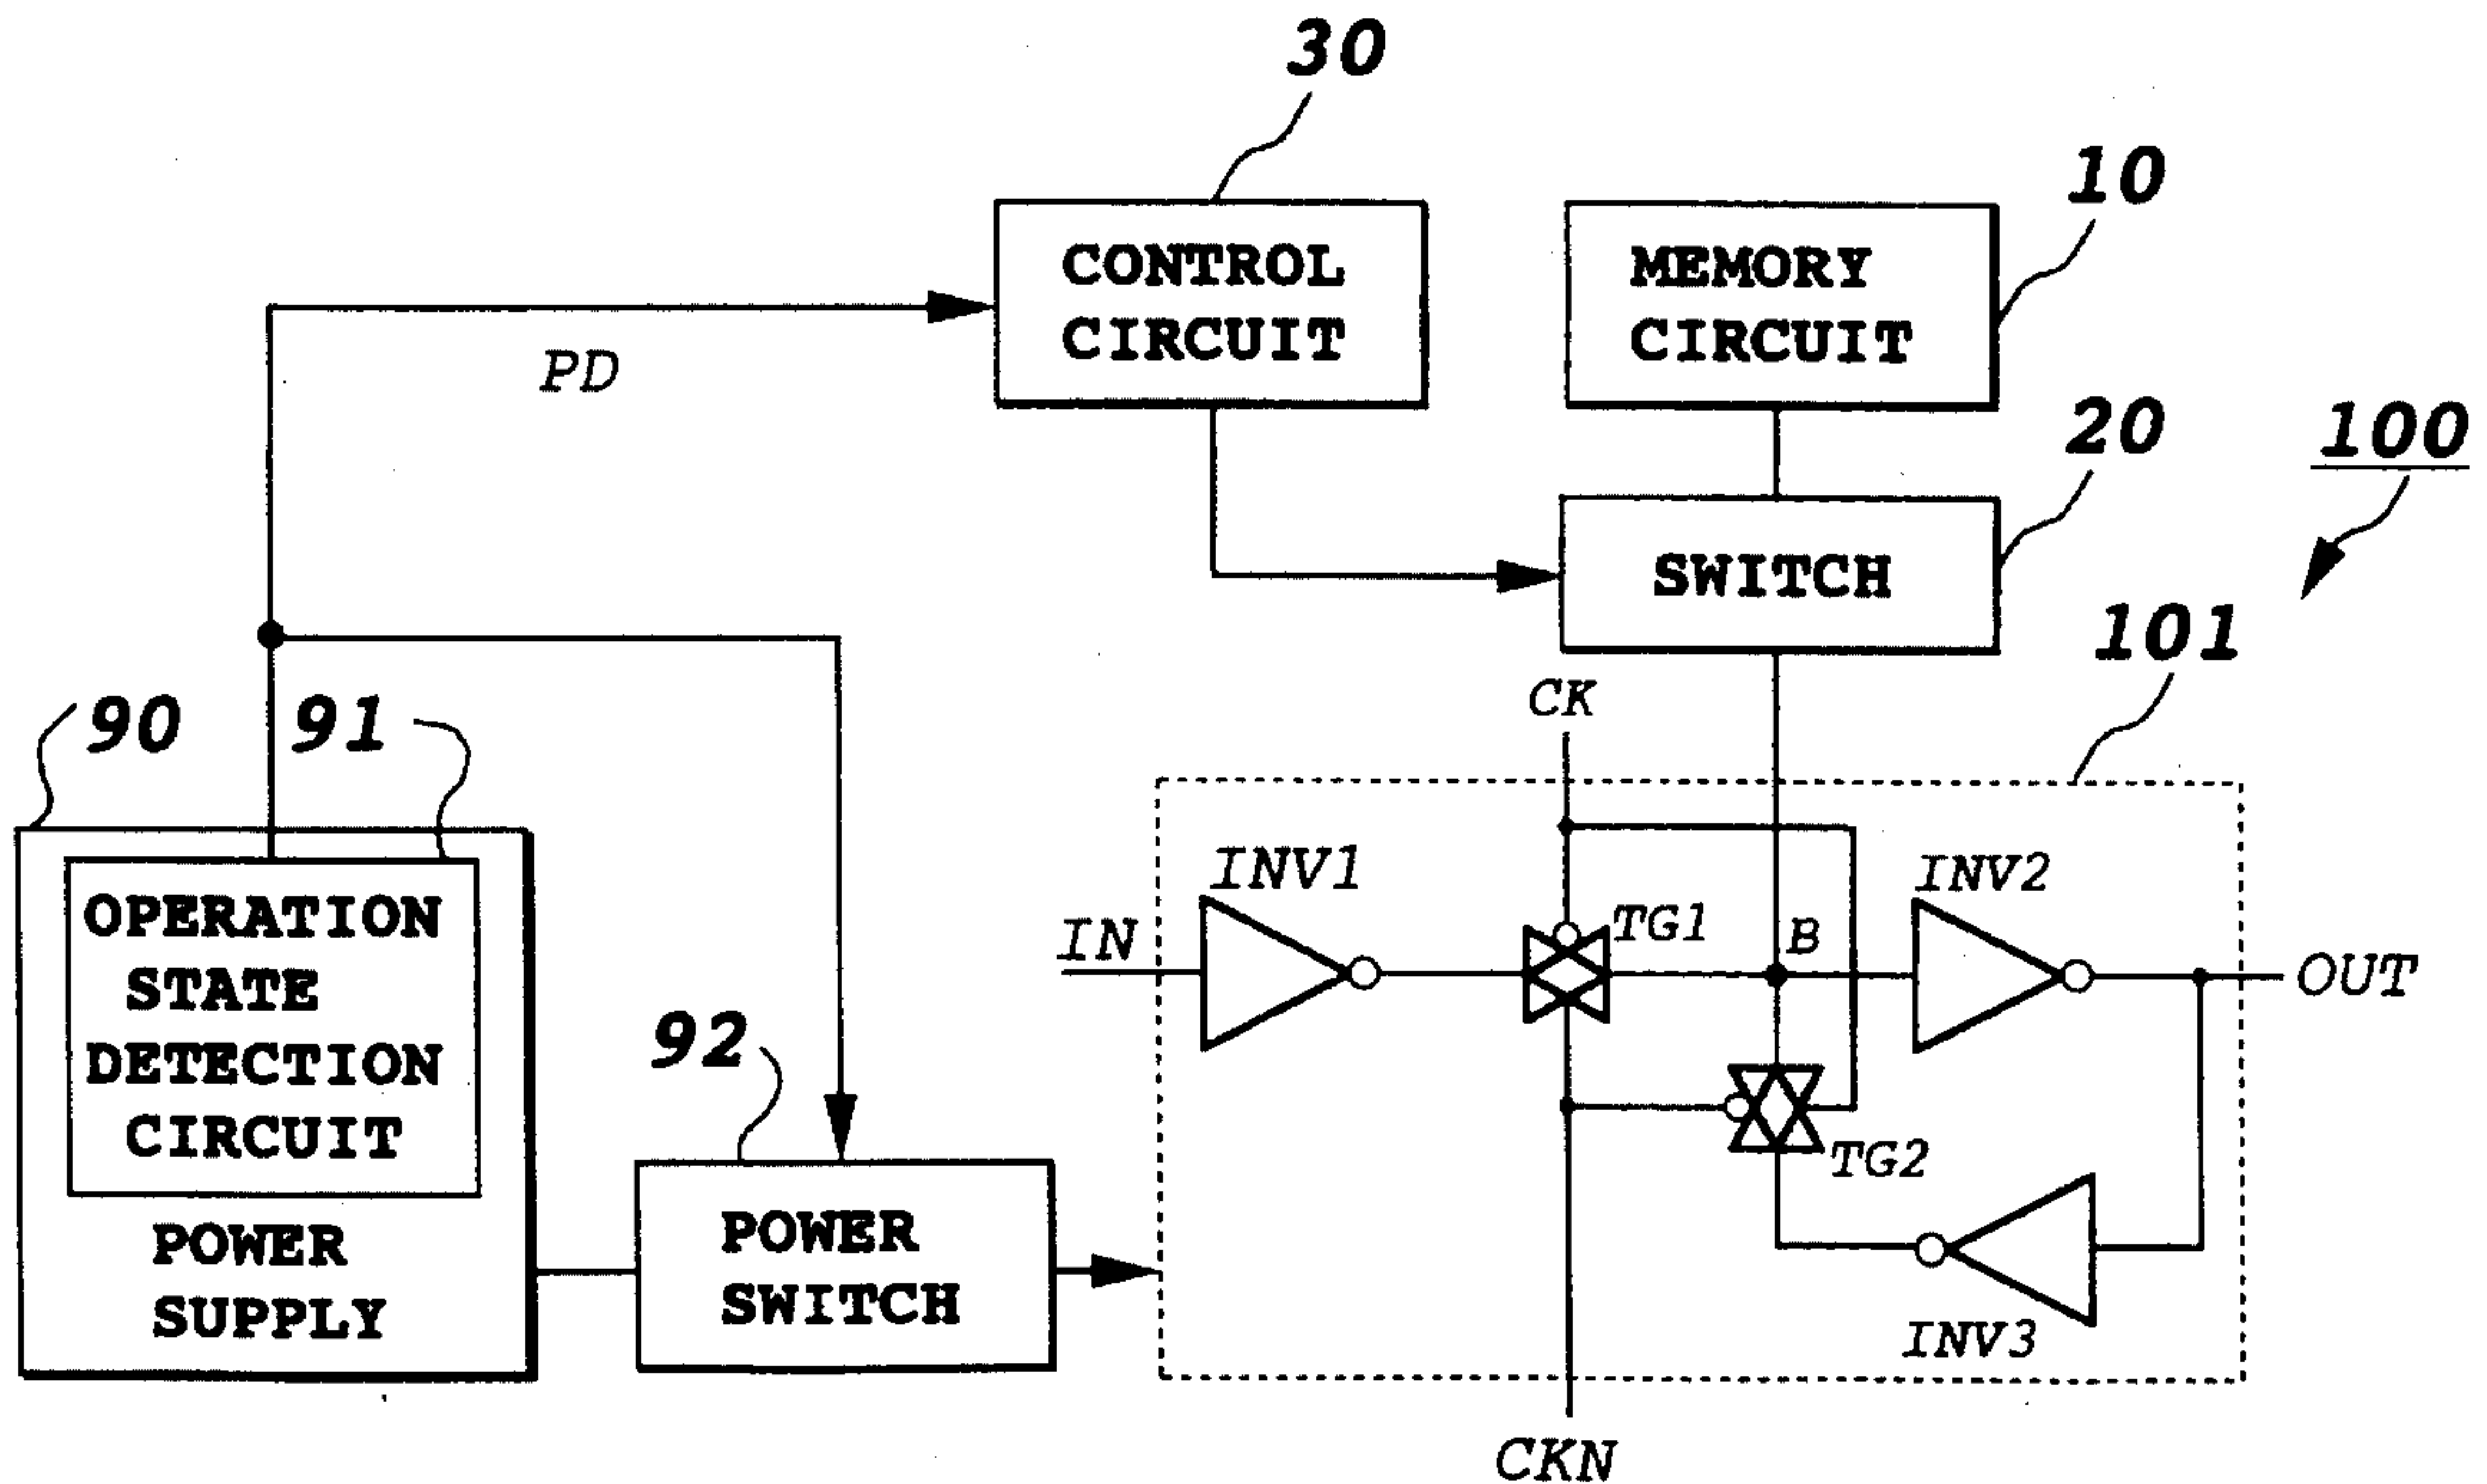 30
10
CONTROL
CIRCUIT
MEMORY
CIRCUIT
PD
20
100
SWITCH
101
CK
90
91
INV1
INV2
TG1
B
IN
OUT
OPERATION
STATE
DETECTION
CIRCUIT
92
TG2
POWER
SUPPLY
POWER
SWITCH
INV3
CKN